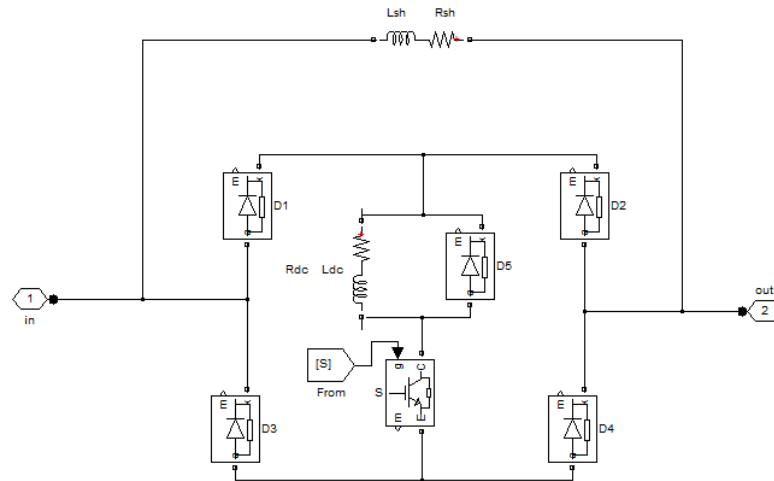 Lsh Rsh
E k
D1
E k
D2
E k
D5
Rdc Ldc
1
in
out
2
[S]
From
g C
S
E E
E k
D3
E k
D4